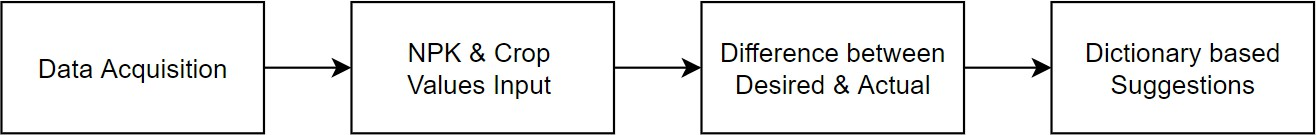 Data Acquisition
NPK & Crop
Values Input
Difference between
Desired & Actual
Dictionary based
Suggestions